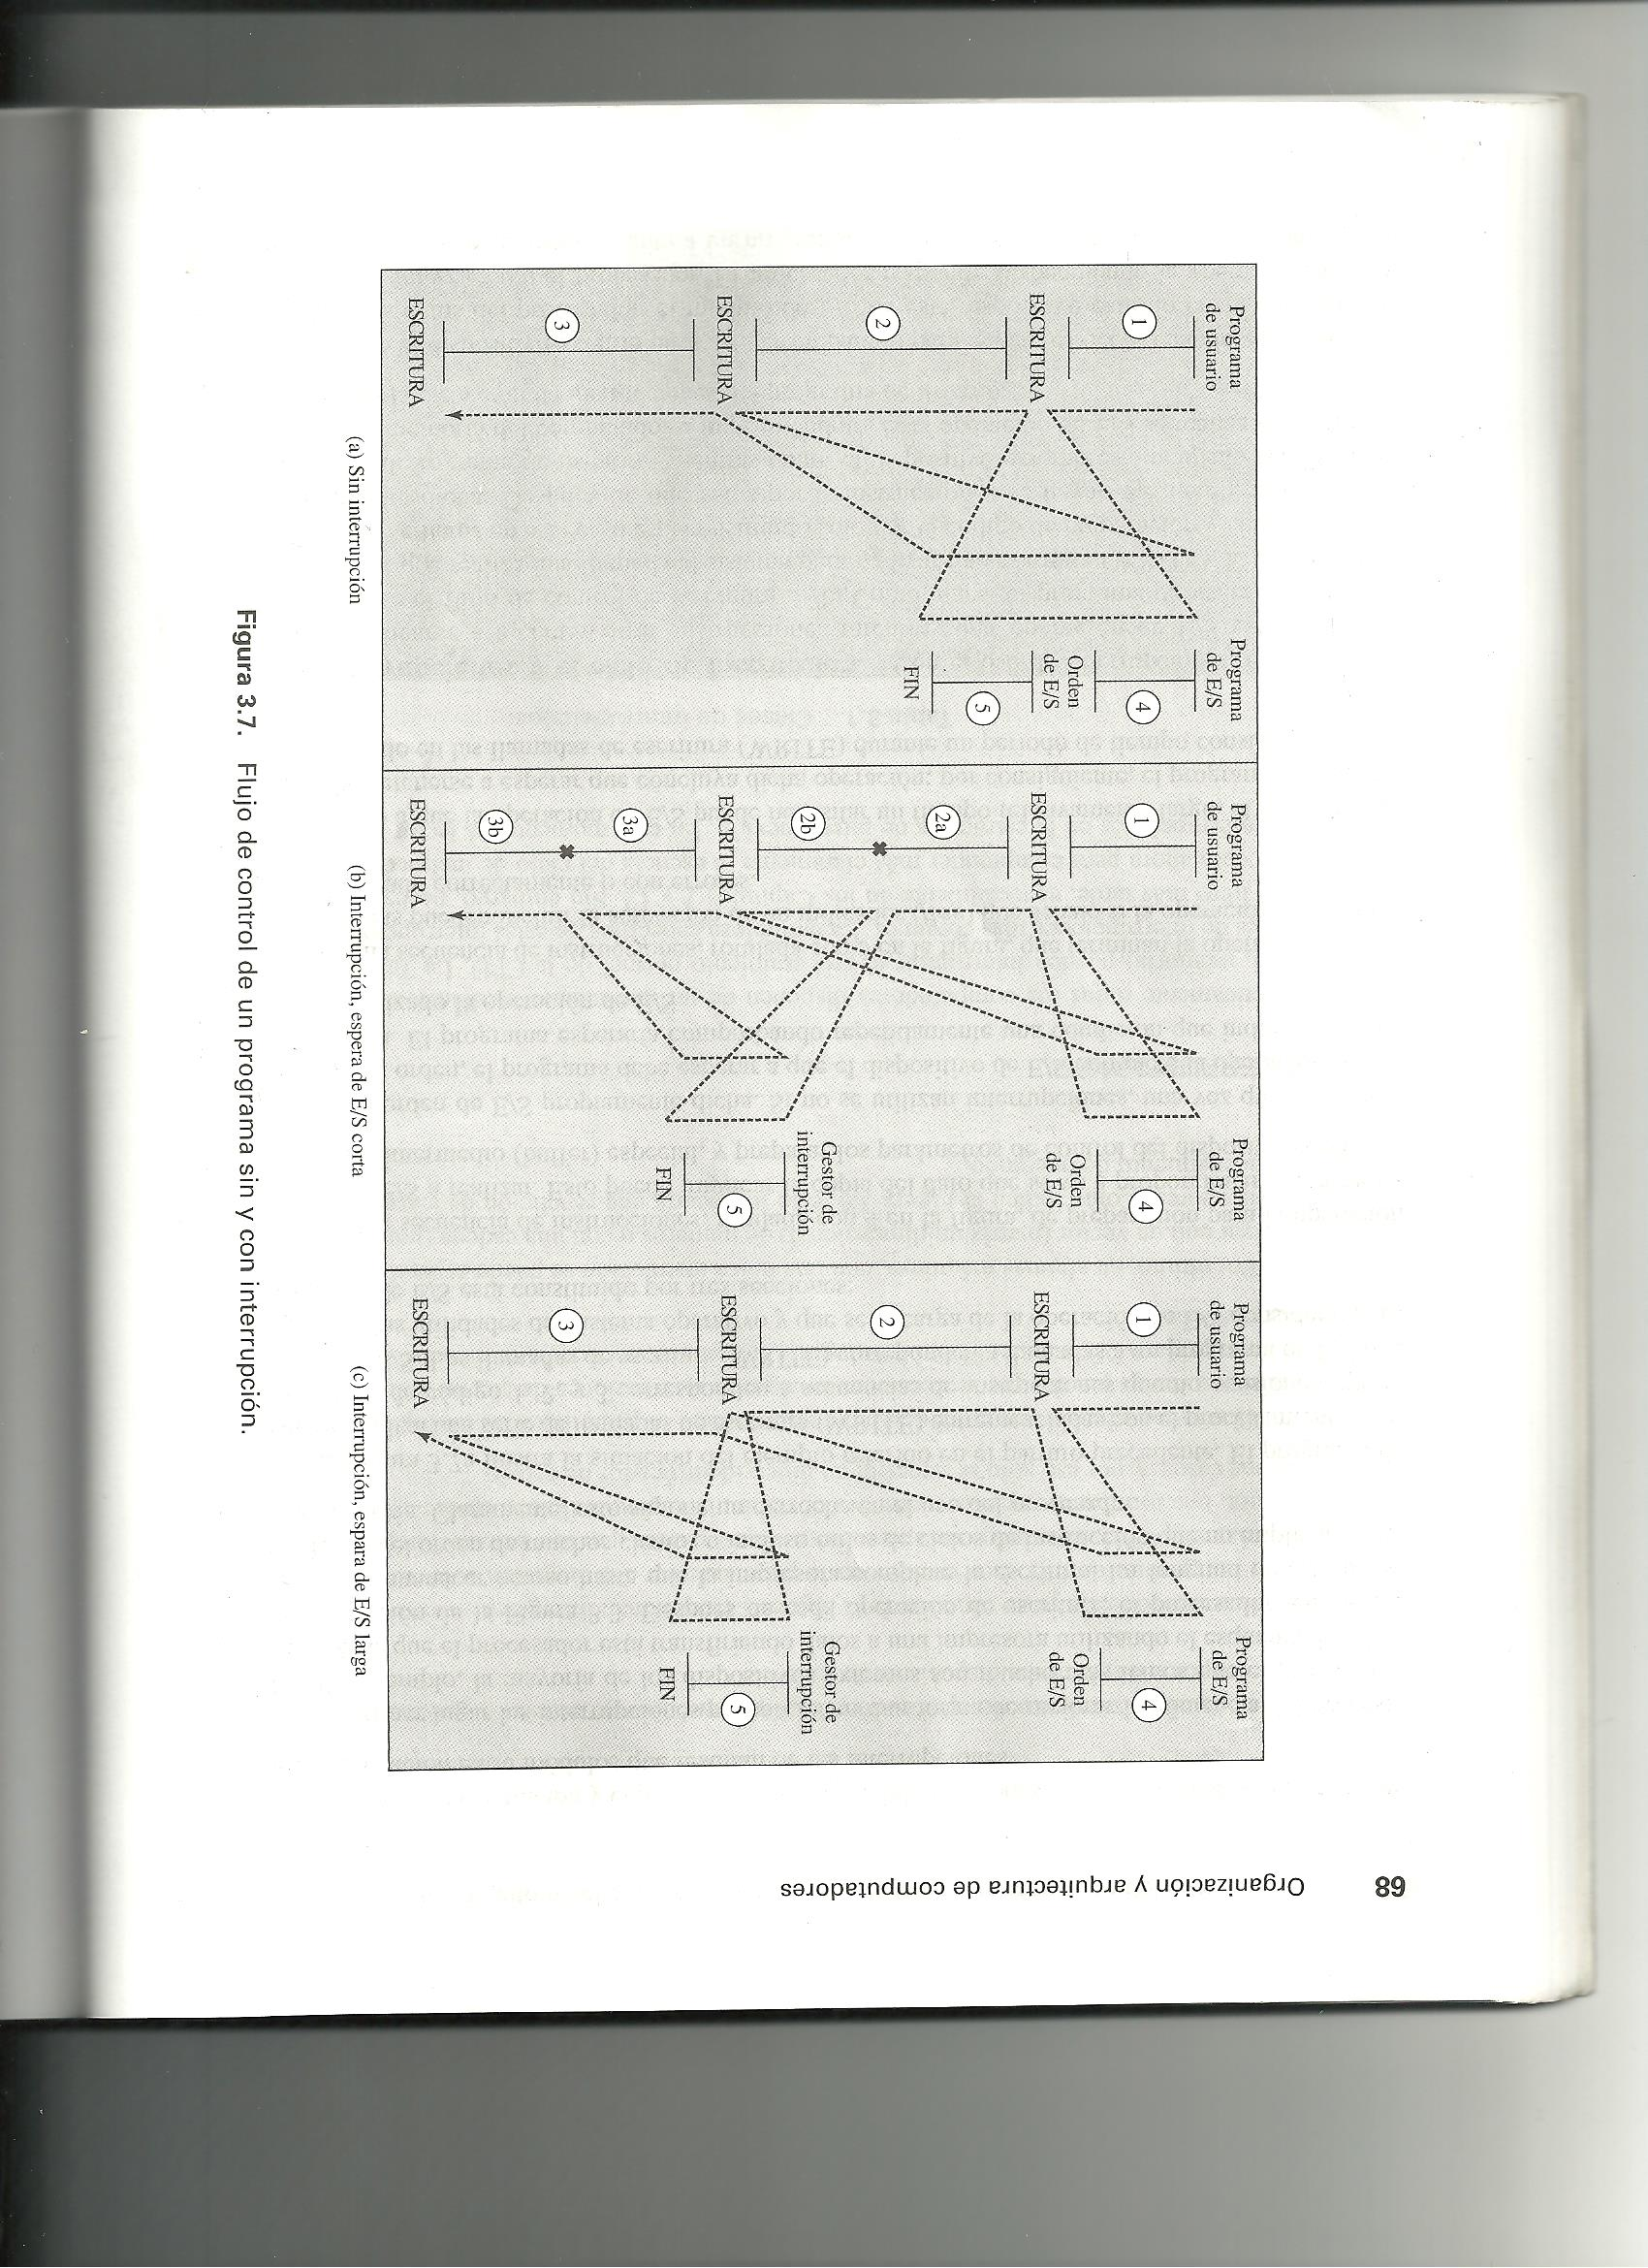 68
Organización y arquitectura de computadores
Programa
de usuario
1
ESCRITURA
2
ESCRITURA
3
ESCRITURA
Programa
de E/S
4
Orden
de E/S
5
FIN
(a) Sin interrupción
Programa
de usuario
1
ESCRITURA
2a
2b
ESCRITURA
3a
3b
ESCRITURA
Programa
de E/S
4
Orden
de E/S
Gestor de
interrupción
5
FIN
(b) Interrupción, espera de E/S corta
Programa
de usuario
1
ESCRITURA
2
ESCRITURA
3
ESCRITURA
Programa
de E/S
4
Orden
de E/S
Gestor de
interrupción
5
FIN
(c) Interrupción, espara de E/S larga
Figura 3.7. Flujo de control de un programa sin y con interrupción.